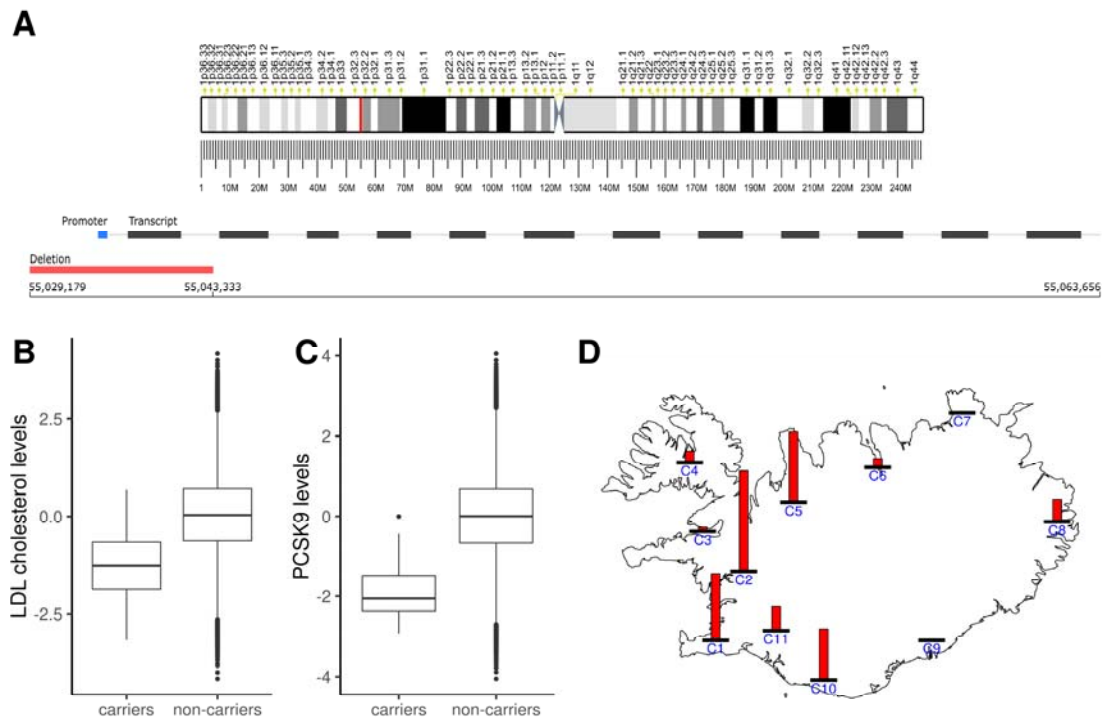 A
1p36.33 1p36.32 1p36.31 1p36.23 1p36.22 1p36.21 1p36.13 1p36.12 1p36.11 1p35.3 1p35.2 1p35.1 1p34.3 1p34.2 1p34.1 1p33 1p32.3 1p32.2 1p32.1 1p31.3 1p31.2 1p31.1 1p22.3 1p22.2 1p22.1 1p21.3 1p21.2 1p21.1 1p13.3 1p13.2 1p13.1 1p12 1p11.2 1p11.1 1q11 1q12 1q21.1 1q21.2 1q21.3 1q22 1q23.1 1q23.2 1q23.3 1q24.1 1q24.2 1q24.3 1q25.1 1q25.2 1q25.3 1q31.1 1q31.2 1q31.3 1q32.1 1q32.2 1q32.3 1q41 1q42.11 1q42.12 1q42.13 1q42.2 1q42.3 1q43 1q44
1 10M 20M 30M 40M 50M 60M 70M 80M 90M 100M 110M 120M 130M 140M 150M 160M 170M 180M 190M 200M 210M 220M 230M 240M
Promoter Transcript
Deletion
55,029,179 55,043,333 55,063,656
B
LDL cholesterol levels
2.5
0.0
-2.5
carriers non-carriers
C
PCSK9 levels
4
2
0
-2
-4
carriers non-carriers
D
C7
C4
C6
C5
C8
C3
C2
C11
C1
C9
C10